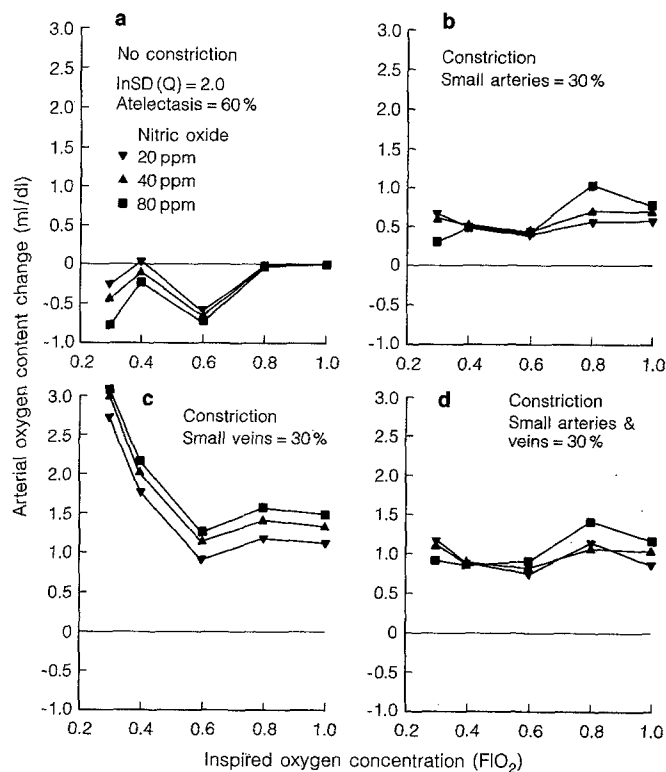 a
No constriction
InSD (Q) = 2.0
Atelectasis = 60%
Nitric oxide
▼ 20 ppm
▲ 40 ppm
■ 80 ppm
3.0
2.5
2.0
1.5
1.0
0.5
0
-0.5
-1.0
0.2 0.4 0.6 0.8 1.0
b
Constriction
Small arteries = 30%
3.0
2.5
2.0
1.5
1.0
0.5
0
-0.5
-1.0
0.2 0.4 0.6 0.8 1.0
Arterial oxygen content change (ml/dl)
c
Constriction
Small veins = 30%
3.0
2.5
2.0
1.5
1.0
0.5
0
-0.5
-1.0
0.2 0.4 0.6 0.8 1.0
d
Constriction
Small arteries &
veins = 30%
3.0
2.5
2.0
1.5
1.0
0.5
0
-0.5
-1.0
0.2 0.4 0.6 0.8 1.0
Inspired oxygen concentration (FIO₂)